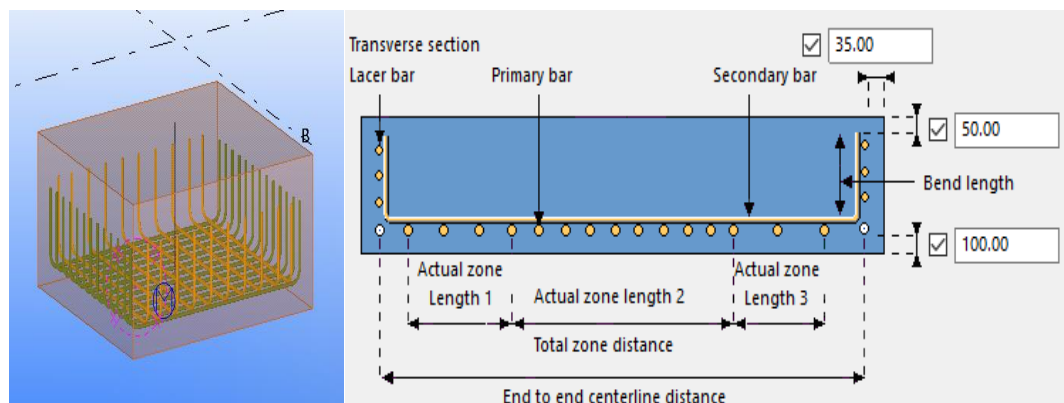 B
Transverse section
35.00
Lacer bar
Primary bar
Secondary bar
50.00
Bend length
100.00
Actual zone
Length 1
Actual zone length 2
Actual zone
Length 3
Total zone distance
End to end centerline distance